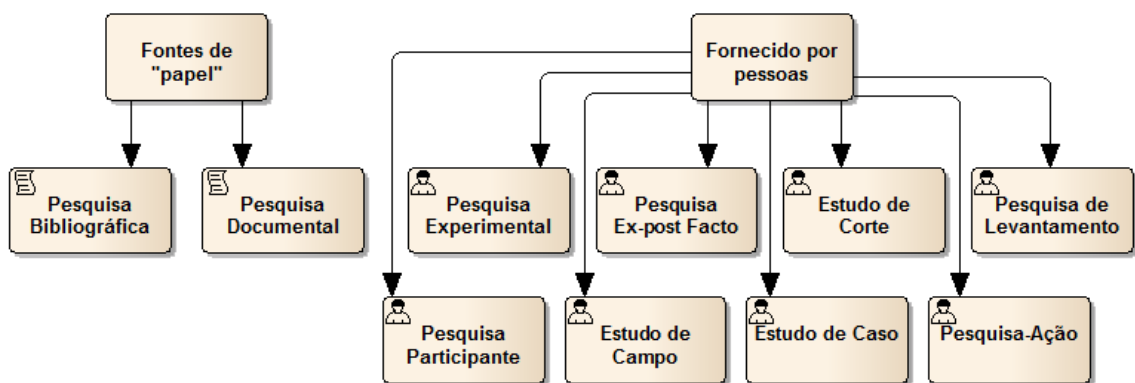 Fontes de
"papel"
Fornecido por
pessoas
Pesquisa
Bibliográfica
Pesquisa
Documental
Pesquisa
Experimental
Pesquisa
Ex-post Facto
Estudo de
Corte
Pesquisa de
Levantamento
Pesquisa
Participante
Estudo de
Campo
Estudo de Caso
Pesquisa-Ação